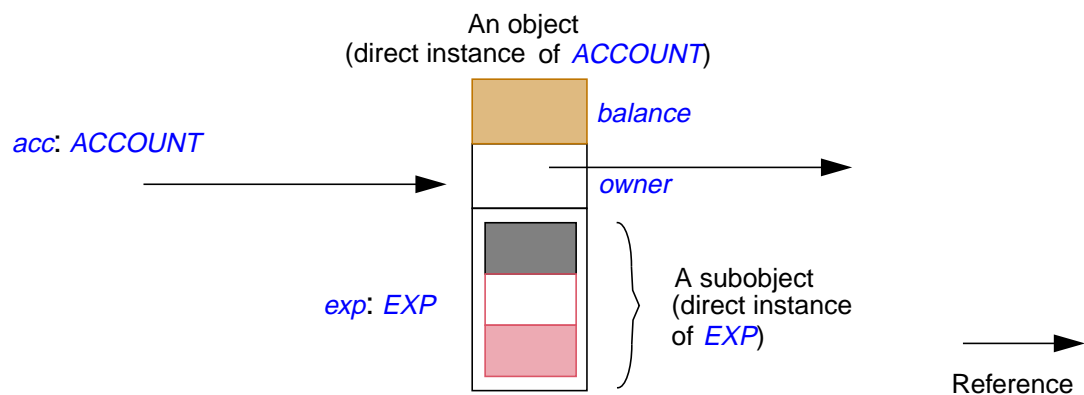 An object
(direct instance of ACCOUNT)
balance
acc: ACCOUNT
owner
exp: EXP
A subobject
(direct instance
of EXP)
Reference